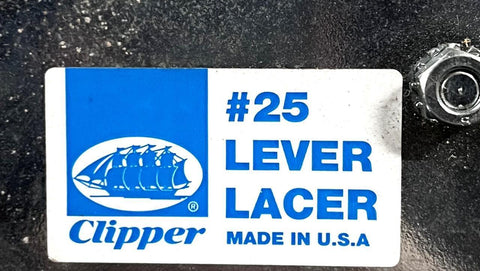 #25
LEVER
LACER
MADE IN U.S.A
®
Clipper